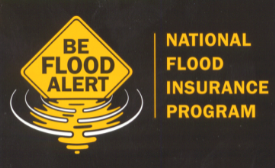 BE
FLOOD
ALERT
NATIONAL
FLOOD
INSURANCE
PROGRAM